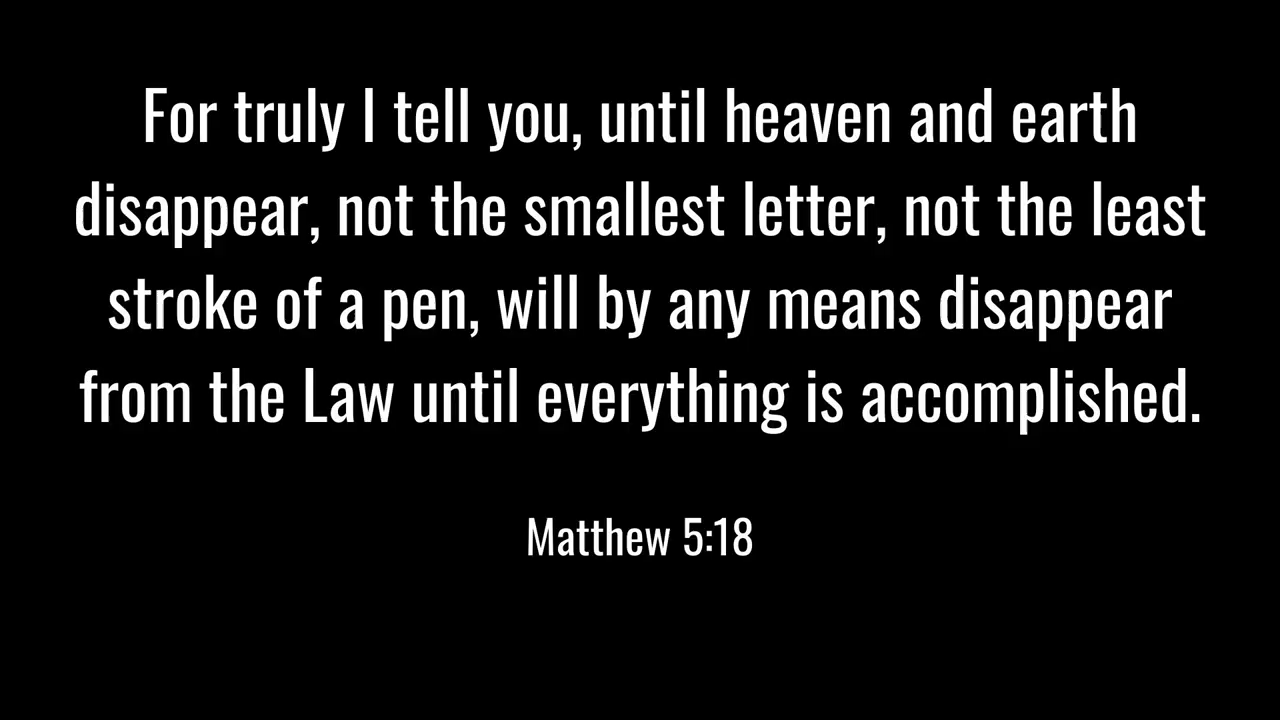 For truly I tell you, until heaven and earth
disappear, not the smallest letter, not the least
stroke of a pen, will by any means disappear
from the Law until everything is accomplished.
Matthew 5:18